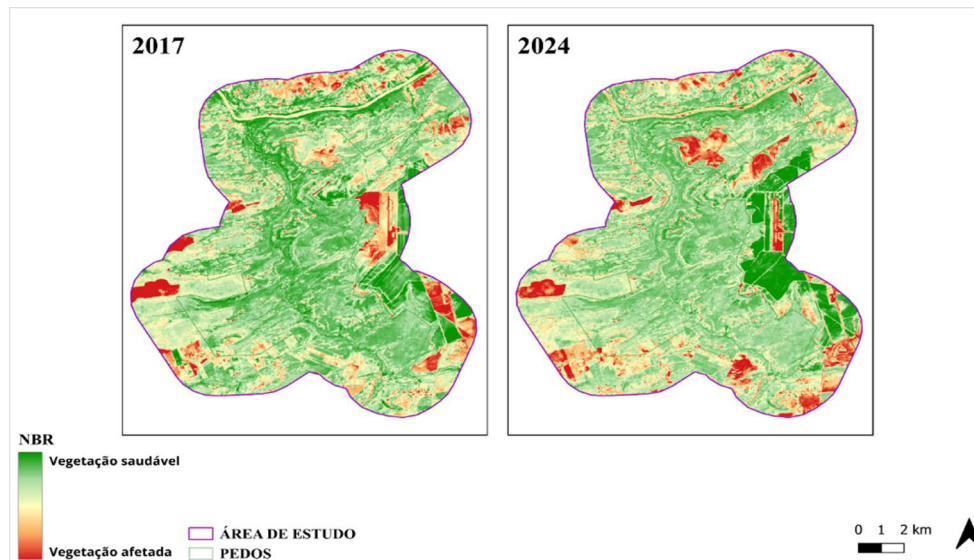 2017
2024
NBR
Vegetação saudável
Vegetação afetada
ÁREA DE ESTUDO
PEDOS
0 1 2 km